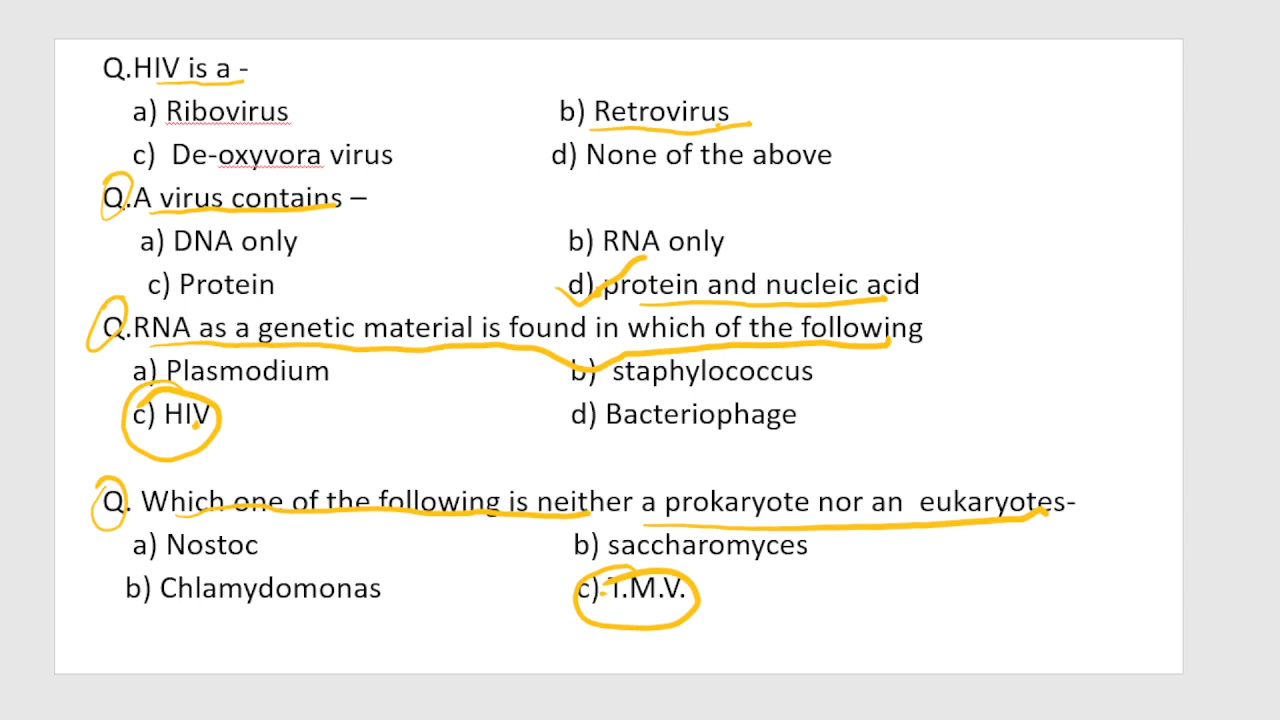 Q.HIV is a -
a) Ribovirus b) Retrovirus
c) De-oxyvora virus d) None of the above
Q.A virus contains –
a) DNA only b) RNA only
c) Protein d) protein and nucleic acid
Q.RNA as a genetic material is found in which of the following
a) Plasmodium b) staphylococcus
c) HIV d) Bacteriophage
Q. Which one of the following is neither a prokaryote nor an eukaryotes-
a) Nostoc b) saccharomyces
b) Chlamydomonas c) T.M.V.